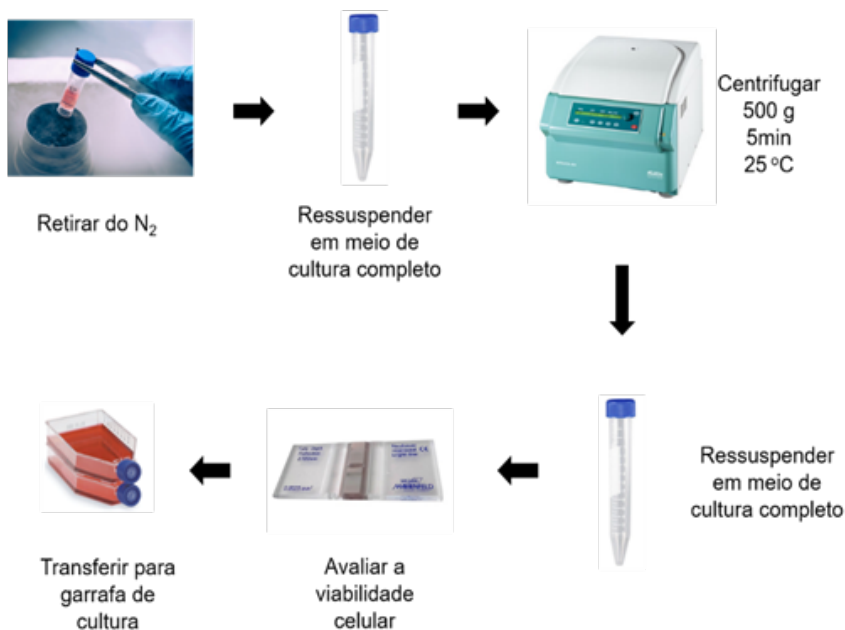 Retirar do N₂
Ressuspender
em meio de
cultura completo
Centrifugar
500 g
5min
25 ºC
Ressuspender
em meio de
cultura completo
Avaliar a
viabilidade
celular
Transferir para
garrafa de
cultura